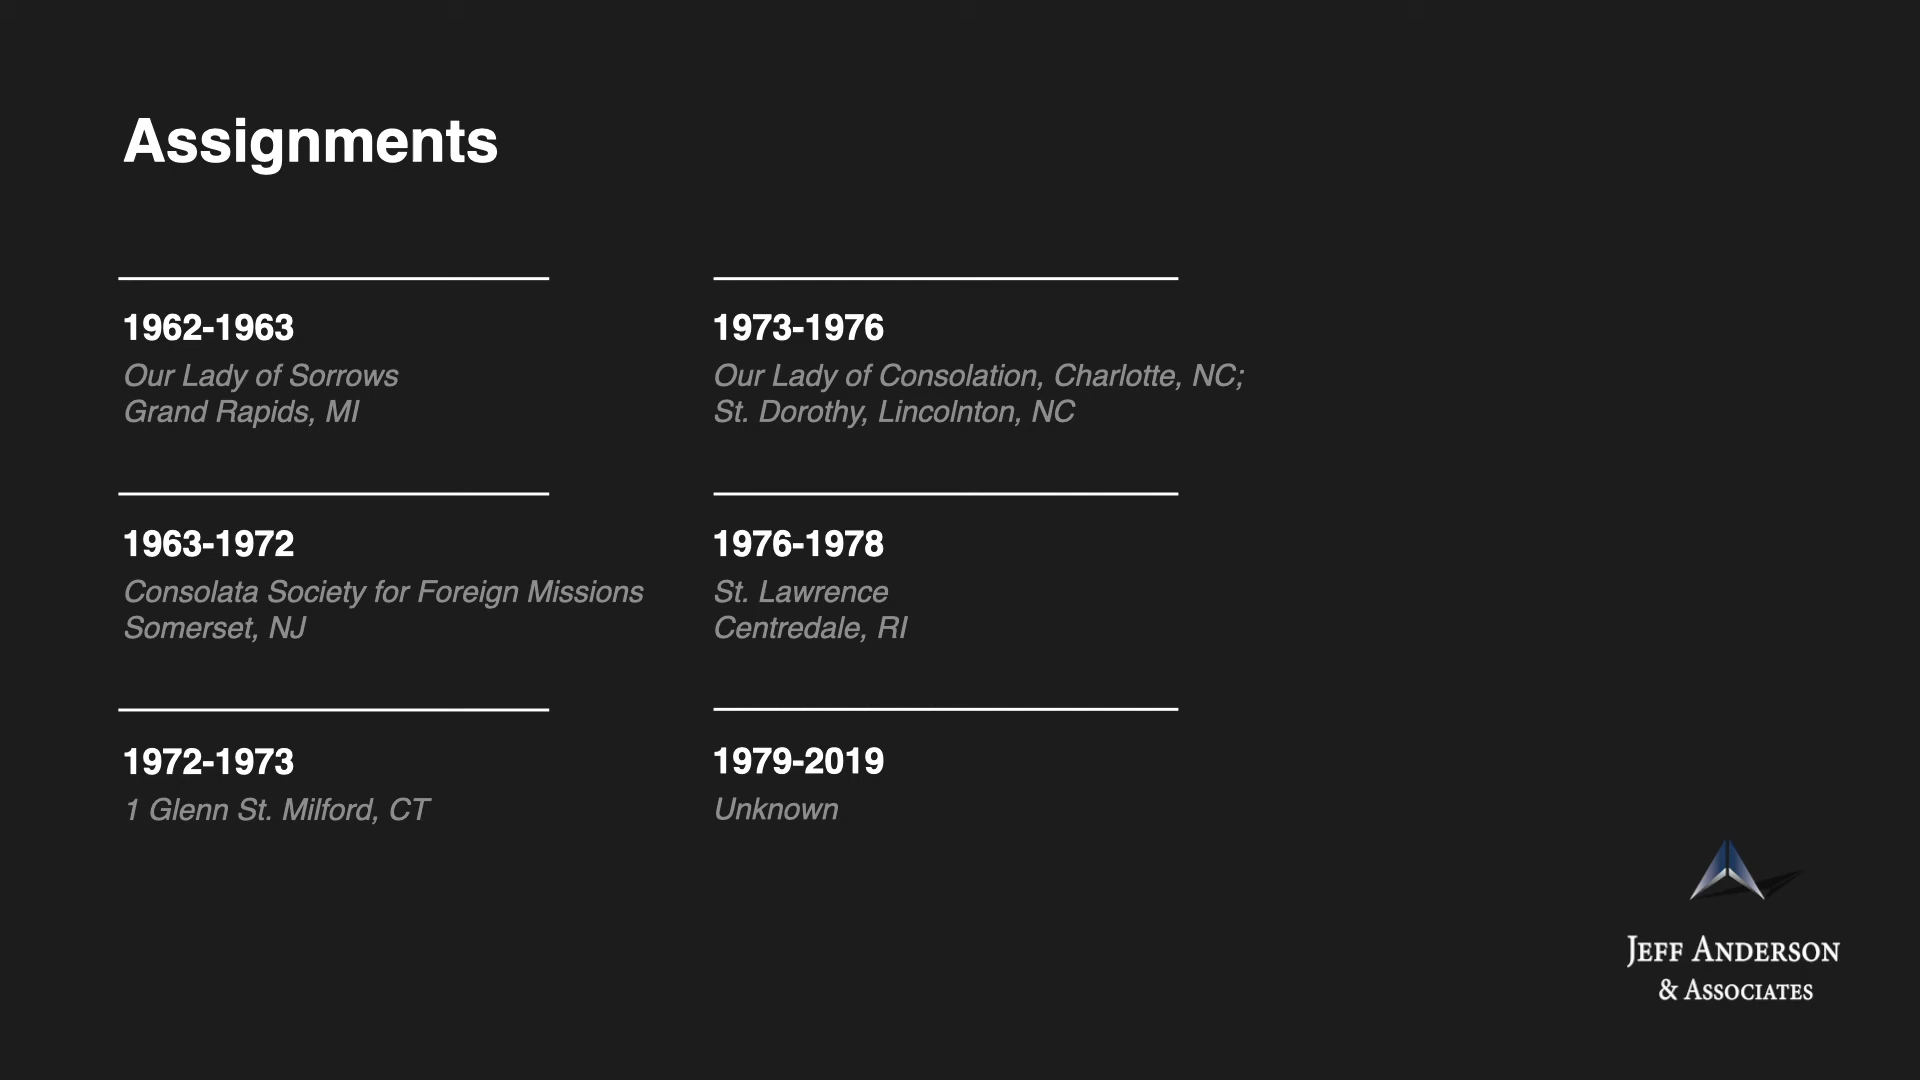 Assignments
1962-1963
Our Lady of Sorrows
Grand Rapids, MI
1963-1972
Consolata Society for Foreign Missions
Somerset, NJ
1972-1973
1 Glenn St. Milford, CT
1973-1976
Our Lady of Consolation, Charlotte, NC;
St. Dorothy, Lincolnton, NC
1976-1978
St. Lawrence
Centredale, RI
1979-2019
Unknown
JEFF ANDERSON
& ASSOCIATES